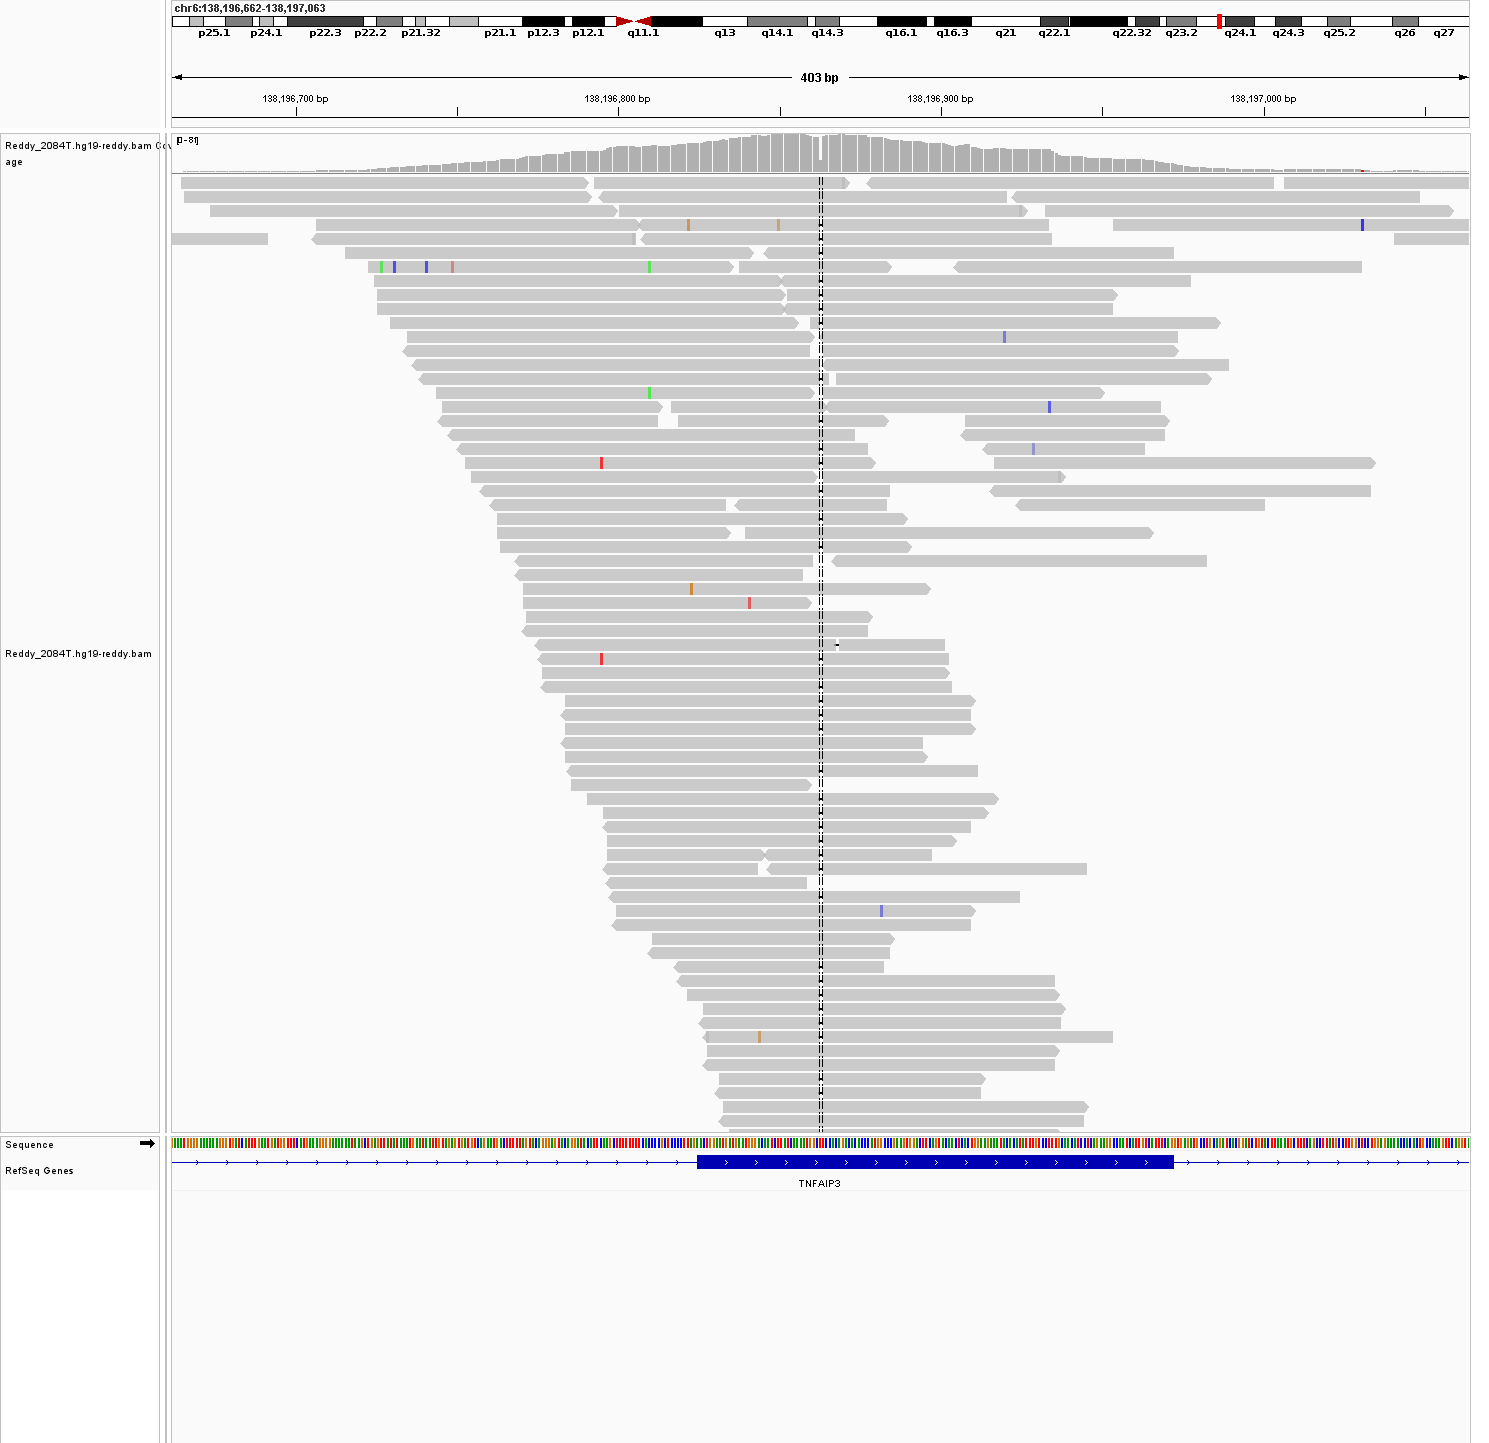 chr6:138,196,662-138,197,063
p25.1 p24.1 p22.3 p22.2 p21.32 p21.1 p12.3 p12.1 q11.1 q13 q14.1 q14.3 q16.1 q16.3 q21 q22.1 q22.32 q23.2 q24.1 q24.3 q25.2 q26 q27
403 bp
138,196,700 bp 138,196,800 bp 138,196,900 bp 138,197,000 bp
[0-81]
Reddy_2084T.hg19-reddy.bam Cov
age
Reddy_2084T.hg19-reddy.bam
Sequence
RefSeq Genes
TNFAIP3